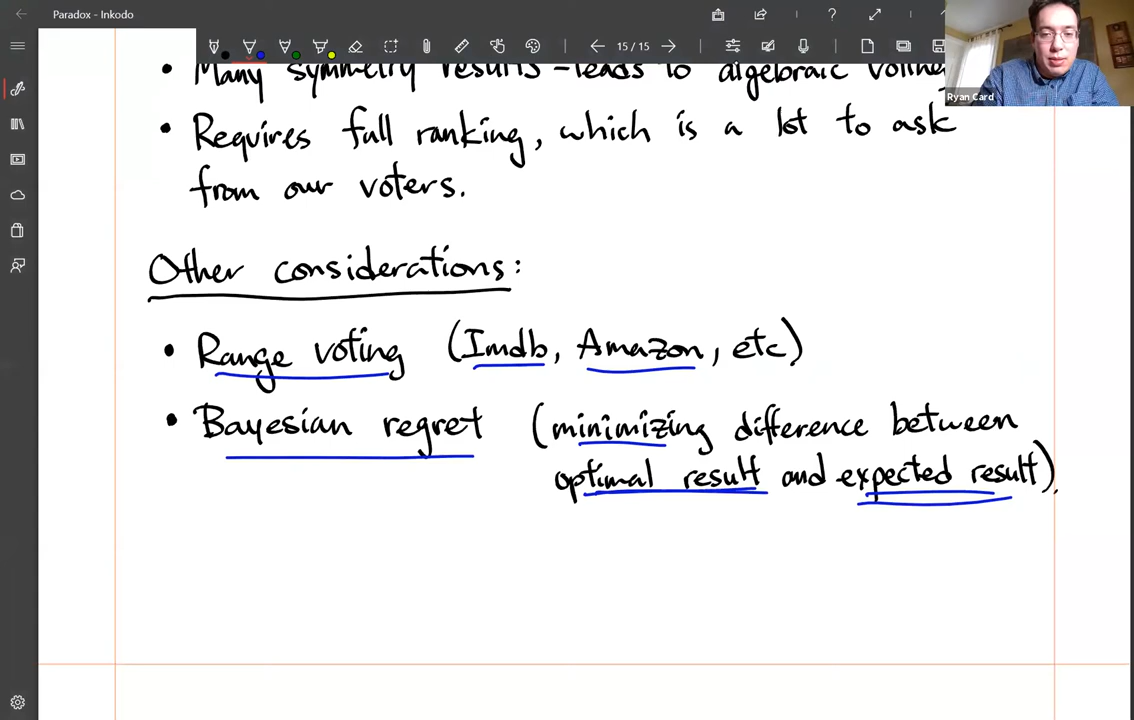 Paradox - Inkodo
15 / 15
Ryan Card
• Many symmetry results - leads to algebraic
• Requires full ranking, which is a lot to ask
from our voters.
Other considerations:
• Range voting (Imdb, Amazon, etc)
• Bayesian regret (minimizing difference between
optimal result and expected result).